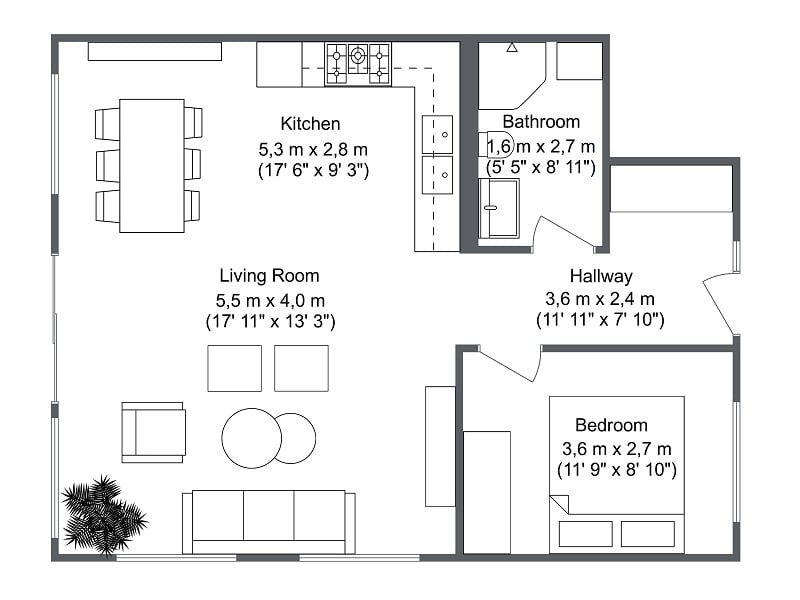 Kitchen
5,3 m x 2,8 m
(17' 6" x 9' 3")
Bathroom
1,6 m x 2,7 m
(5' 5" x 8' 11")
Living Room
5,5 m x 4,0 m
(17' 11" x 13' 3")
Hallway
3,6 m x 2,4 m
(11' 11" x 7' 10")
Bedroom
3,6 m x 2,7 m
(11' 9" x 8' 10")